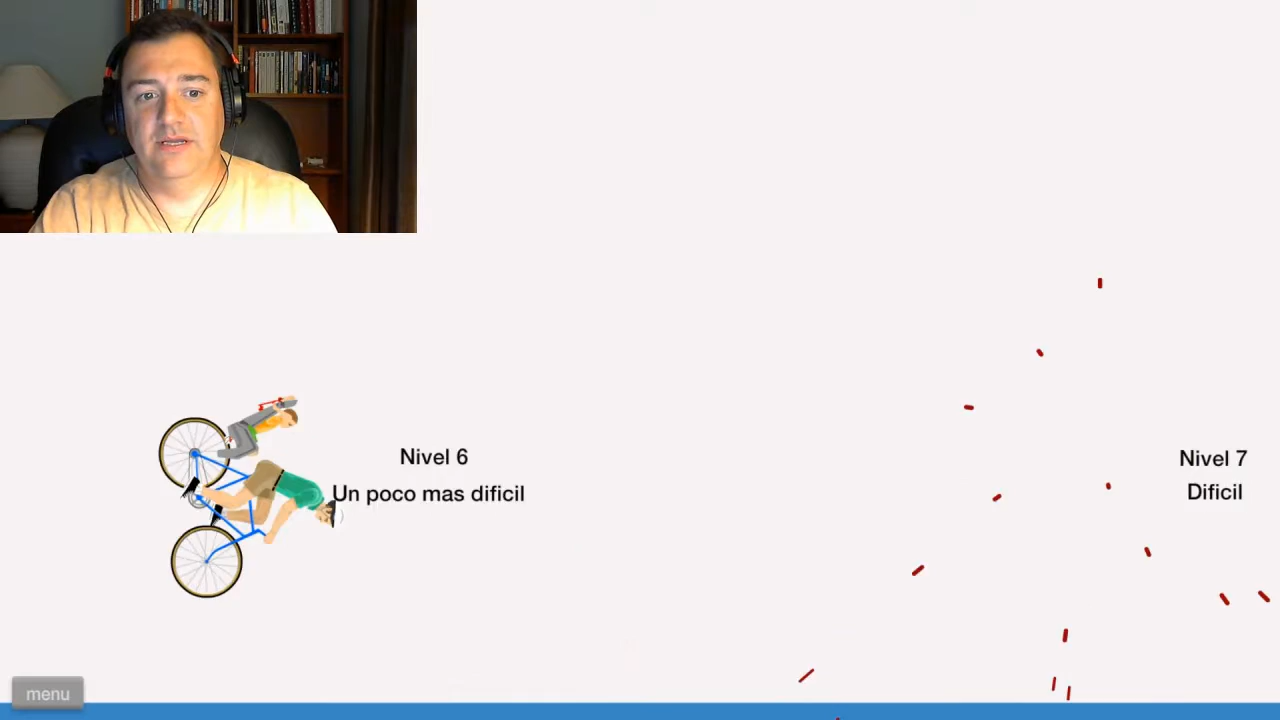 Nivel 6
Un poco mas dificil
Nivel 7
Dificil
menu